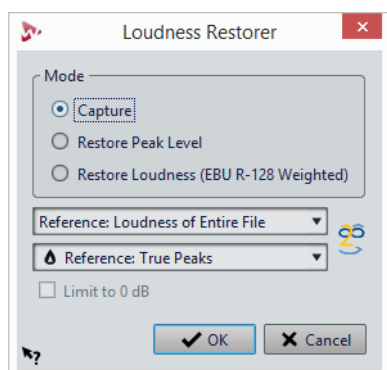 Loudness Restorer
Mode
Capture
Restore Peak Level
Restore Loudness (EBU R-128 Weighted)
Reference: Loudness of Entire File
Reference: True Peaks
Limit to 0 dB
OK
Cancel
?